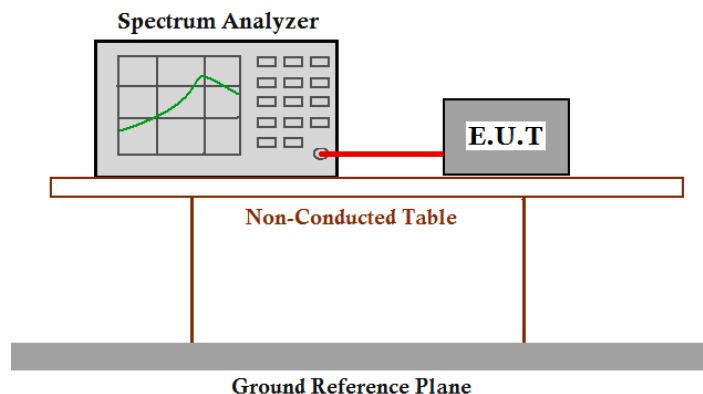 Spectrum Analyzer
E.U.T
Non-Conducted Table
Ground Reference Plane